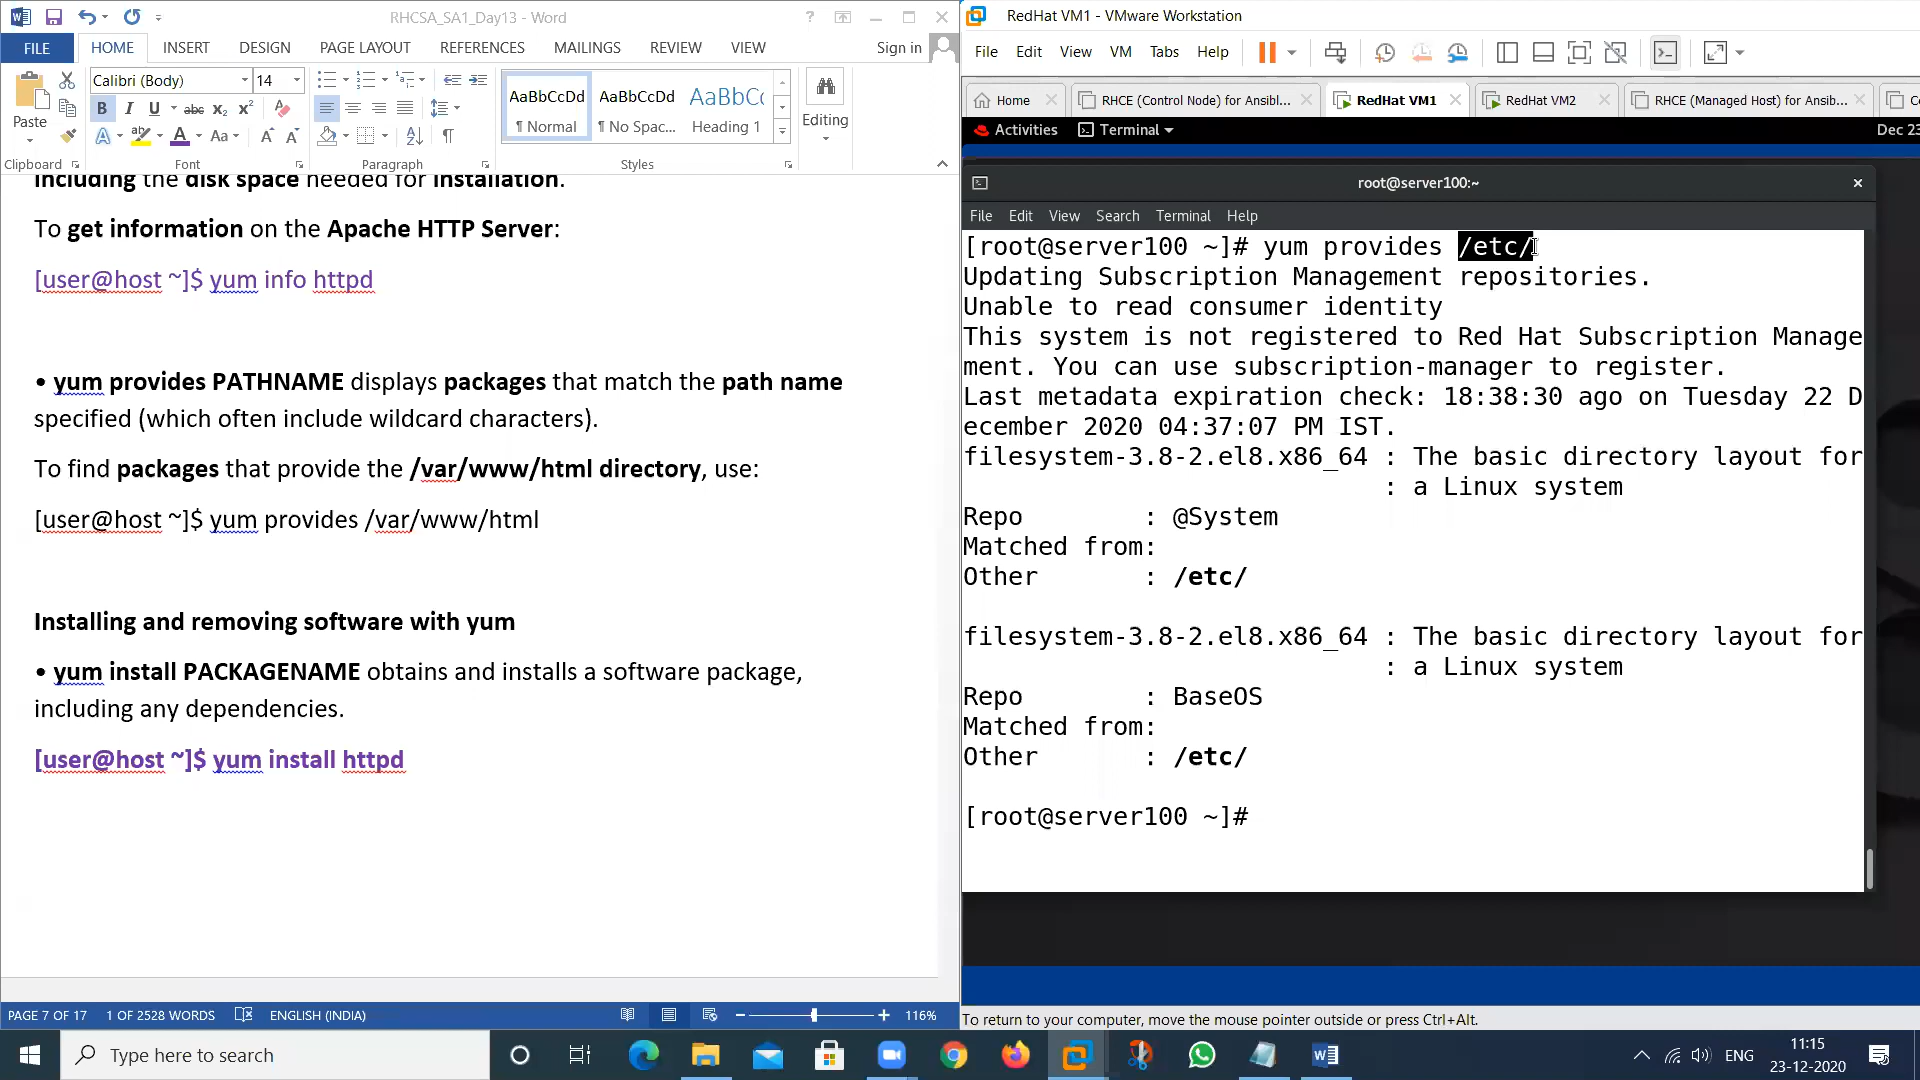 RHCSA_SA1_Day13 - Word
?
FILE
HOME
INSERT
DESIGN
PAGE LAYOUT
REFERENCES
MAILINGS
REVIEW
VIEW
Sign in
Paste
Calibri (Body)
14
B I U abc x₂ x²
A A Aa A A
AaBbCcDd
¶ Normal
AaBbCcDd
¶ No Spac...
AaBbCc
Heading 1
Editing
Clipboard
Font
Paragraph
Styles
including the disk space needed for installation.
To get information on the Apache HTTP Server:
[user@host ~]$ yum info httpd
• yum provides PATHNAME displays packages that match the path name
specified (which often include wildcard characters).
To find packages that provide the /var/www/html directory, use:
[user@host ~]$ yum provides /var/www/html
Installing and removing software with yum
• yum install PACKAGENAME obtains and installs a software package,
including any dependencies.
[user@host ~]$ yum install httpd
PAGE 7 OF 17
1 OF 2528 WORDS
ENGLISH (INDIA)
116%
RedHat VM1 - VMware Workstation
File Edit View VM Tabs Help
Home
RHCE (Control Node) for Ansibl...
RedHat VM1
RedHat VM2
RHCE (Managed Host) for Ansib...
Activities
Terminal
Dec 23
root@server100:~
File Edit View Search Terminal Help
[root@server100 ~]# yum provides /etc/
Updating Subscription Management repositories.
Unable to read consumer identity
This system is not registered to Red Hat Subscription Manage
ment. You can use subscription-manager to register.
Last metadata expiration check: 18:38:30 ago on Tuesday 22 D
ecember 2020 04:37:07 PM IST.
filesystem-3.8-2.el8.x86_64 : The basic directory layout for
: a Linux system
Repo : @System
Matched from:
Other : /etc/
filesystem-3.8-2.el8.x86_64 : The basic directory layout for
: a Linux system
Repo : BaseOS
Matched from:
Other : /etc/
[root@server100 ~]#
To return to your computer, move the mouse pointer outside or press Ctrl+Alt.
Type here to search
ENG
11:15
23-12-2020